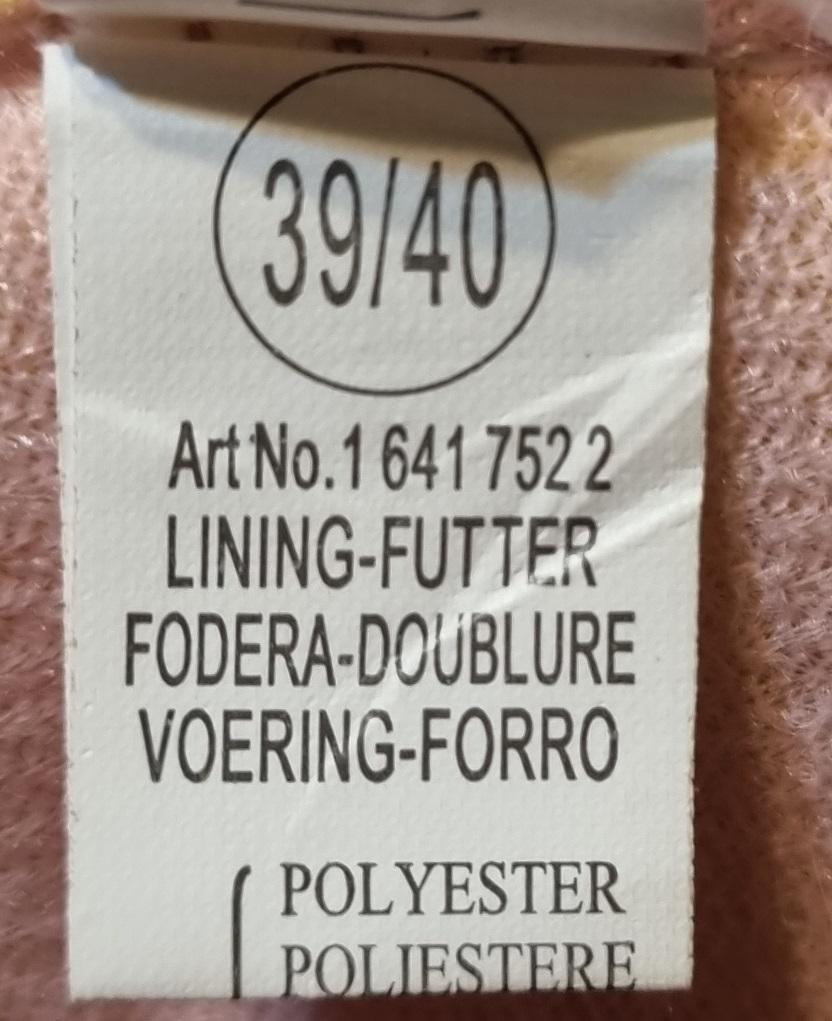 39/40
Art No.1 641 752 2
LINING-FUTTER
FODERA-DOUBLURE
VOERING-FORRO
POLYESTER
POLIESTERE